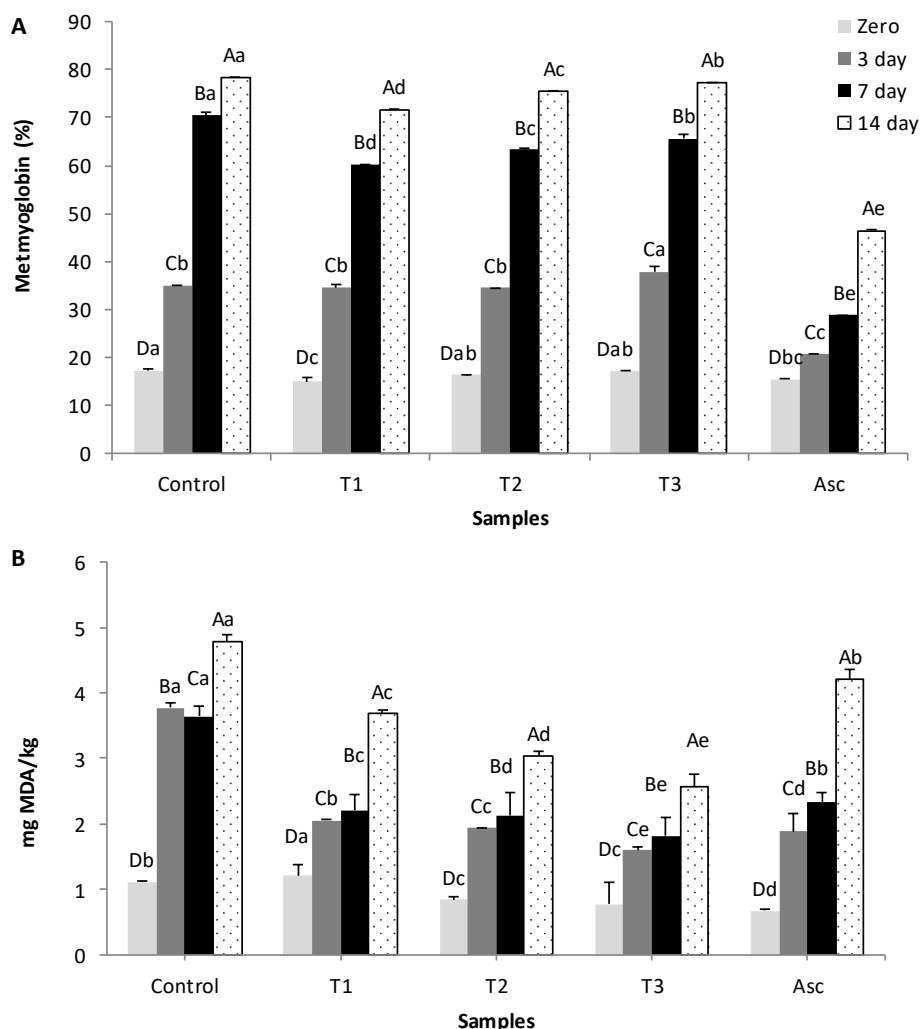 A
Metmyoglobin (%)
90
80
70
60
50
40
30
20
10
0
Zero
3 day
7 day
14 day
Da
Cb
Ba
Aa
Dc
Cb
Bd
Ad
Dab
Cb
Bc
Ac
Dab
Ca
Bb
Ab
Dbc
Cc
Be
Ae
Control
T1
T2
T3
Asc
Samples
B
mg MDA/kg
6
5
4
3
2
1
0
Db
Ba
Ca
Aa
Da
Cb
Bc
Ac
Dc
Cc
Bd
Ad
Dc
Ce
Be
Ae
Dd
Cd
Bb
Ab
Control
T1
T2
T3
Asc
Samples